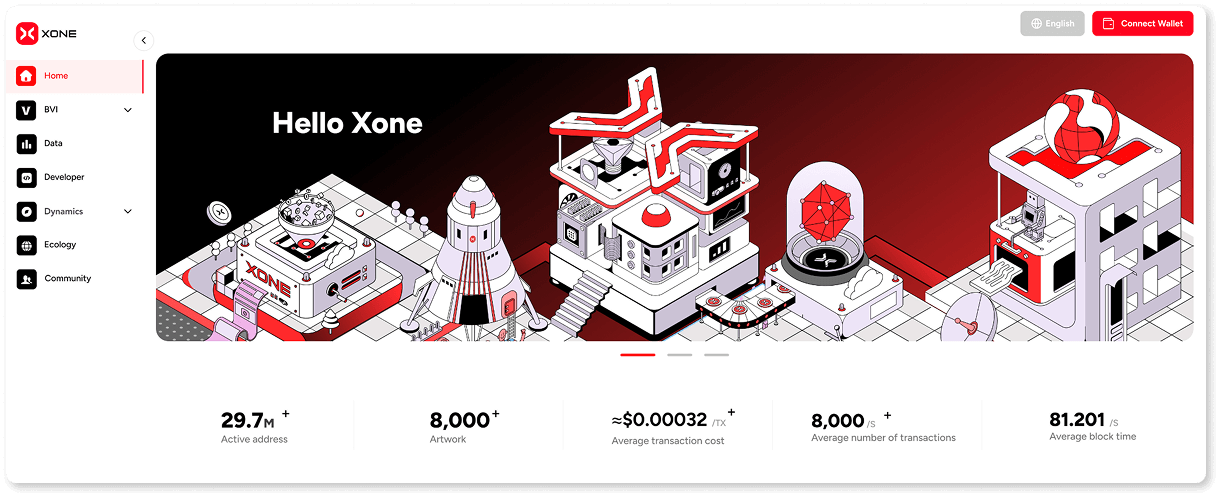 XONE
English
Connect Wallet
Home
BVI
Data
Developer
Dynamics
Ecology
Community
Hello Xone
XONE
29.7M +
Active address
8,000+
Artwork
≈$0.00032 /TX +
Average transaction cost
8,000 /S +
Average number of transactions
81.201 /S
Average block time